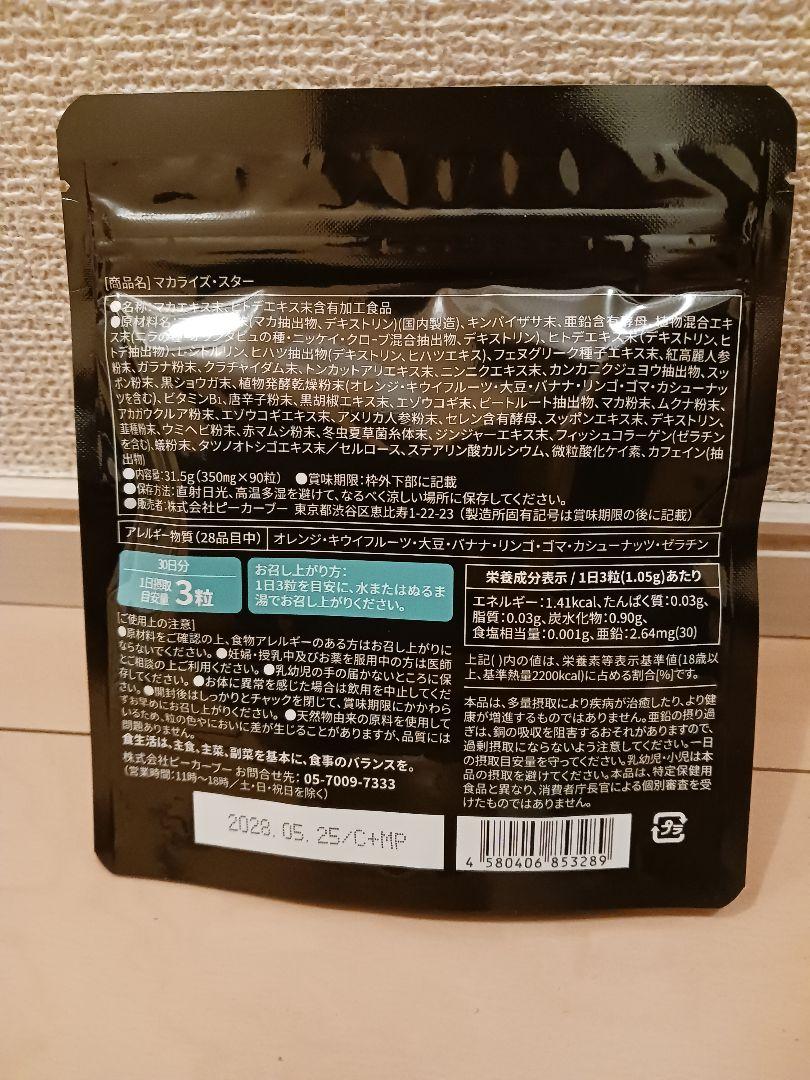 [商品名]マカライズ・スター
●名称:マカエキス末、ヒトデエキス末含有加工食品
●原材料名:(マカ抽出物、デキストリン)(国内製造)、キンバイザサ末、亜鉛含有酵母、植物混合エキ
ス末(ニラの種・オランダビュの種・ニッケイ・クローブ混合抽出物、デキストリン)、ヒトデエキス末(デキストリン、ヒ
トデ抽出物)、L-シトルリン、ヒハツ抽出物(デキストリン、ヒハツエキス)、フェヌグリーク種子エキス末、紅高麗人参
粉末、ガラナ粉末、クラチャイダム末、トンカットアリエキス末、ニンニクエキス末、カンカニクジュヨウ抽出物、スッ
ポン粉末、黒ショウガ末、植物発酵乾燥粉末(オレンジ・キウイフルーツ・大豆・バナナ・リンゴ・ゴマ・カシューナッ
ツを含む)、ビタミンB1、唐辛子粉末、黒胡椒エキス末、エゾウコギ末、ビートルート抽出物、マカ粉末、ムクナ粉末、
アカガウクルア粉末、エゾウコギエキス末、アメリカ人参粉末、セレン含有酵母、スッポンエキス末、デキストリン、
韮種粉末、ウミヘビ粉末、赤マムシ粉末、冬虫夏草菌糸体末、ジンジャーエキス末、フィッシュコラーゲン(ゼラチン
を含む)、蟻粉末、タツノオトシゴエキス末/セルロース、ステアリン酸カルシウム、微粒酸化ケイ素、カフェイン(抽
出物)
●内容量:31.5g(350mg×90粒) ●賞味期限:枠外下部に記載
●保存方法:直射日光、高温多湿を避けて、なるべく涼しい場所に保存してください。
●販売者:株式会社ピーカーブー 東京都渋谷区恵比寿1-22-23(製造所固有記号は賞味期限の後に記載)
アレルギー物質(28品目中) オレンジ・キウイフルーツ・大豆・バナナ・リンゴ・ゴマ・カシューナッツ・ゼラチン
30日分
1日摂取
目安量 3粒
お召し上がり方:
1日3粒を目安に、水またはぬるま
湯でお召し上がりください。
栄養成分表示/1日3粒(1.05g)あたり
エネルギー:1.41kcal、たんぱく質:0.03g、
脂質:0.03g、炭水化物:0.90g、
食塩相当量:0.001g、亜鉛:2.64mg(30)
上記( )内の値は、栄養素等表示基準値(18歳以
上、基準熱量2200kcal)に占める割合[%]です。
[ご使用上の注意]
●原材料をご確認の上、食物アレルギーのある方はお召し上がりに
ならないでください。●妊娠・授乳中及びお薬を服用中の方は医師
とご相談の上ご利用ください。●乳幼児の手の届かないところに保
存してください。●お体に異常を感じた場合は飲用を中止してくだ
さい。●開封後はしっかりとチャックを閉じて、賞味期限にかかわら
ずお早めにお召し上がりください。●天然物由来の原料を使用して
いるため、粒の色やにおいに差が生じることがありますが、品質には
問題ありません。
食生活は、主食、主菜、副菜を基本に、食事のバランスを。
株式会社ピーカーブー お問合せ先:05-7009-7333
(営業時間:11時〜18時/土・日・祝日を除く)
本品は、多量摂取により疾病が治癒したり、より健
康が増進するものではありません。亜鉛の摂り過
ぎは、銅の吸収を阻害するおそれがありますので、
過剰摂取にならないよう注意してください。一日
の摂取目安量を守ってください。乳幼児・小児は本
品の摂取を避けてください。本品は、特定保健用
食品と異なり、消費者庁長官による個別審査を受
けたものではありません。
2028.05.25/C+MP
4 580406 853289
プラ